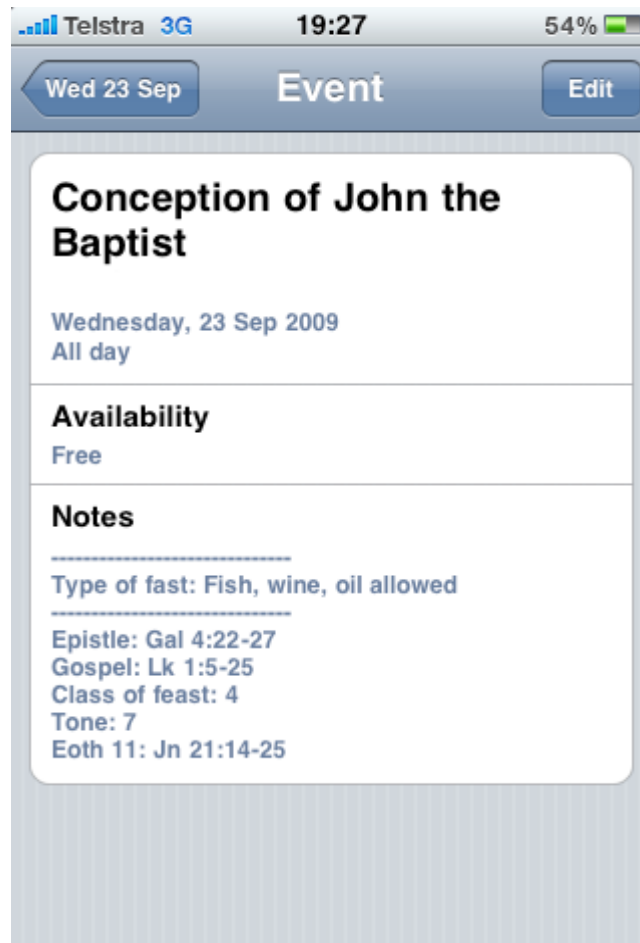 Telstra 3G 19:27 54%
Wed 23 Sep Event Edit
Conception of John the
Baptist
Wednesday, 23 Sep 2009
All day
Availability
Free
Notes
------------------------------
Type of fast: Fish, wine, oil allowed
------------------------------
Epistle: Gal 4:22-27
Gospel: Lk 1:5-25
Class of feast: 4
Tone: 7
Eoth 11: Jn 21:14-25